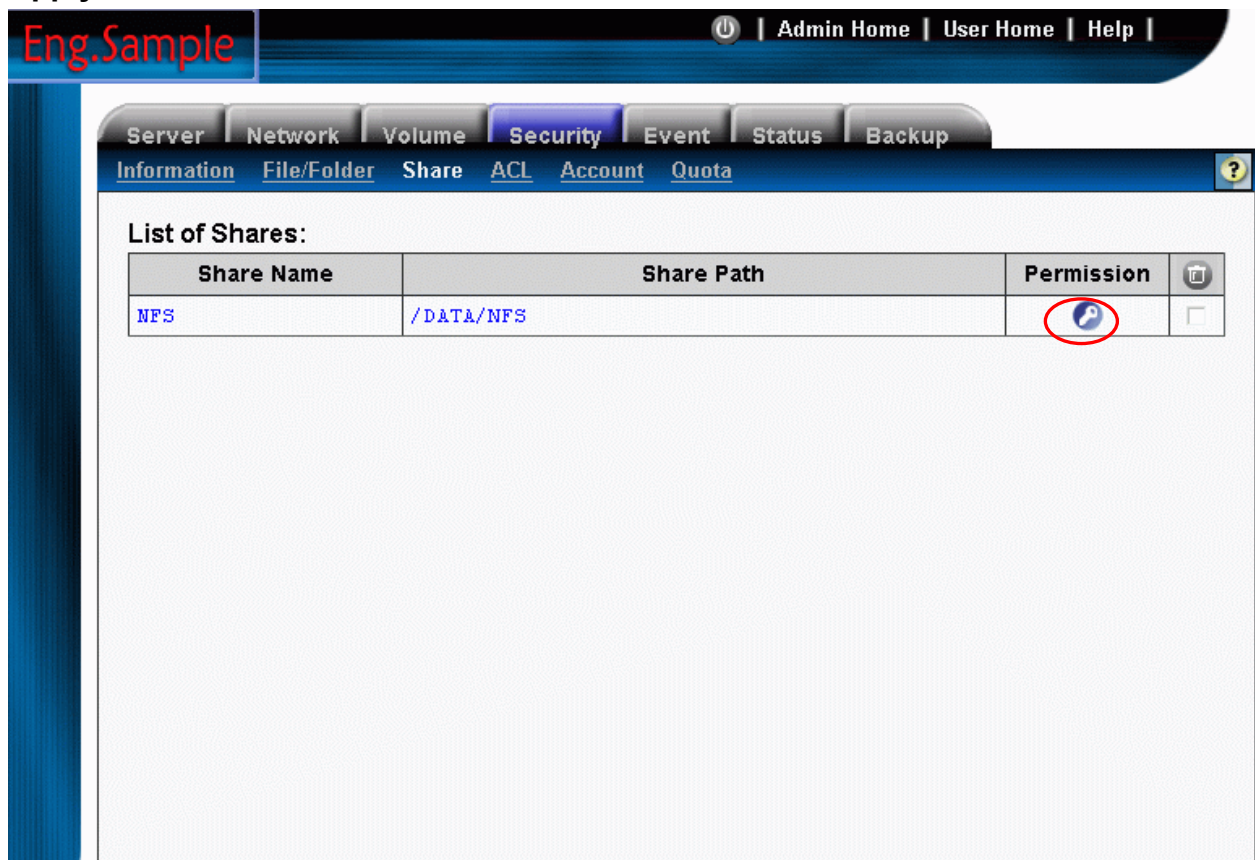 Eng.Sample
| Admin Home | User Home | Help |
Server Network Volume Security Event Status Backup
Information File/Folder Share ACL Account Quota
?
List of Shares:
Share Name Share Path Permission
NFS /DATA/NFS